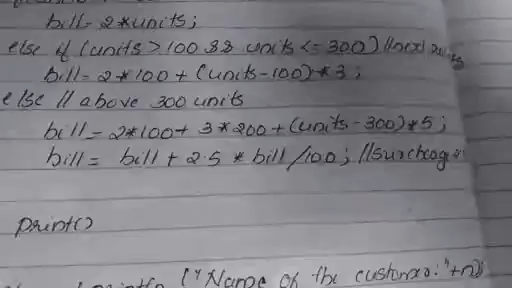 bill = 2*units;
else if (units > 100 && units <= 300) //next
bill = 2*100 + (units-100)*3;
else // above 300 units
bill = 2*100 + 3*200 + (units-300)*5;
bill = bill + 2.5 * bill/100; //Surcharge
print()
("Name of the customer:"+n);